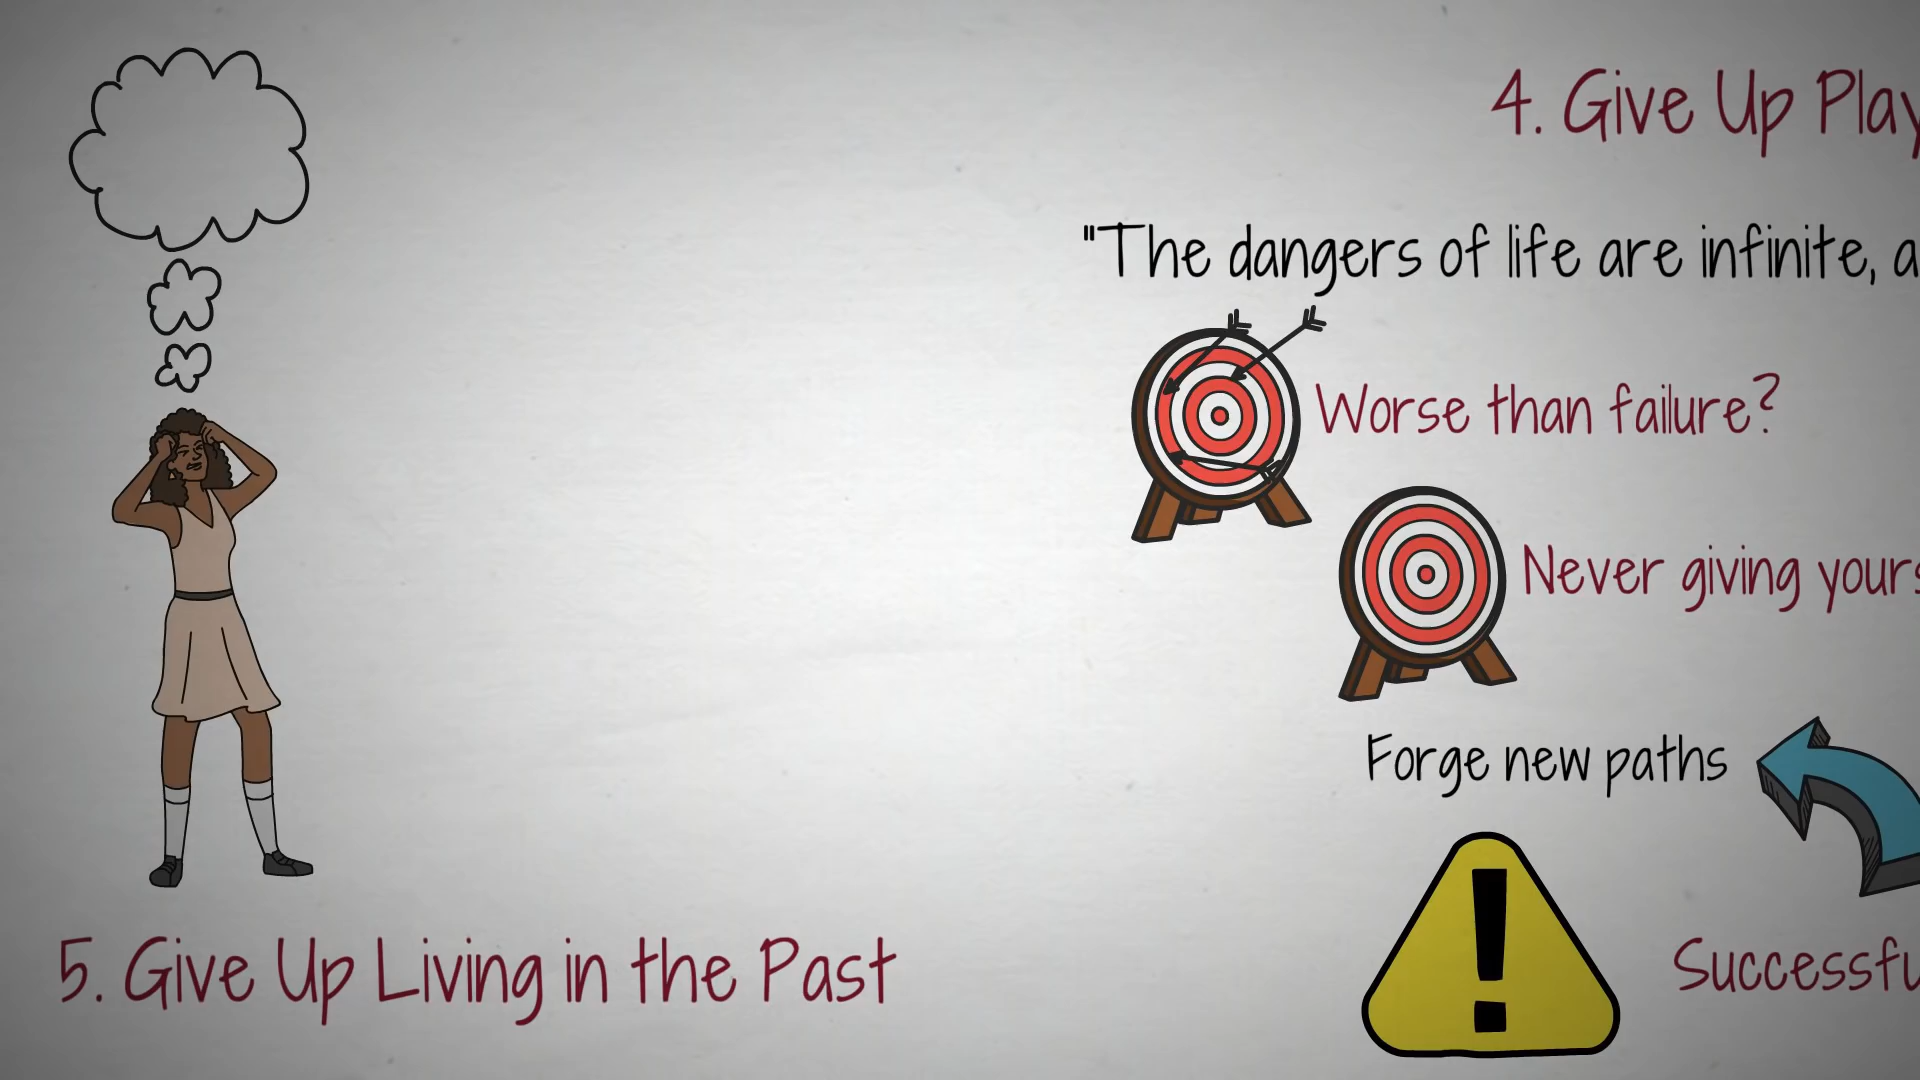 4. Give Up Play
"The dangers of life are infinite, a
Worse than failure?
Never giving yours
Forge new paths
Successfu
5. Give Up Living in the Past